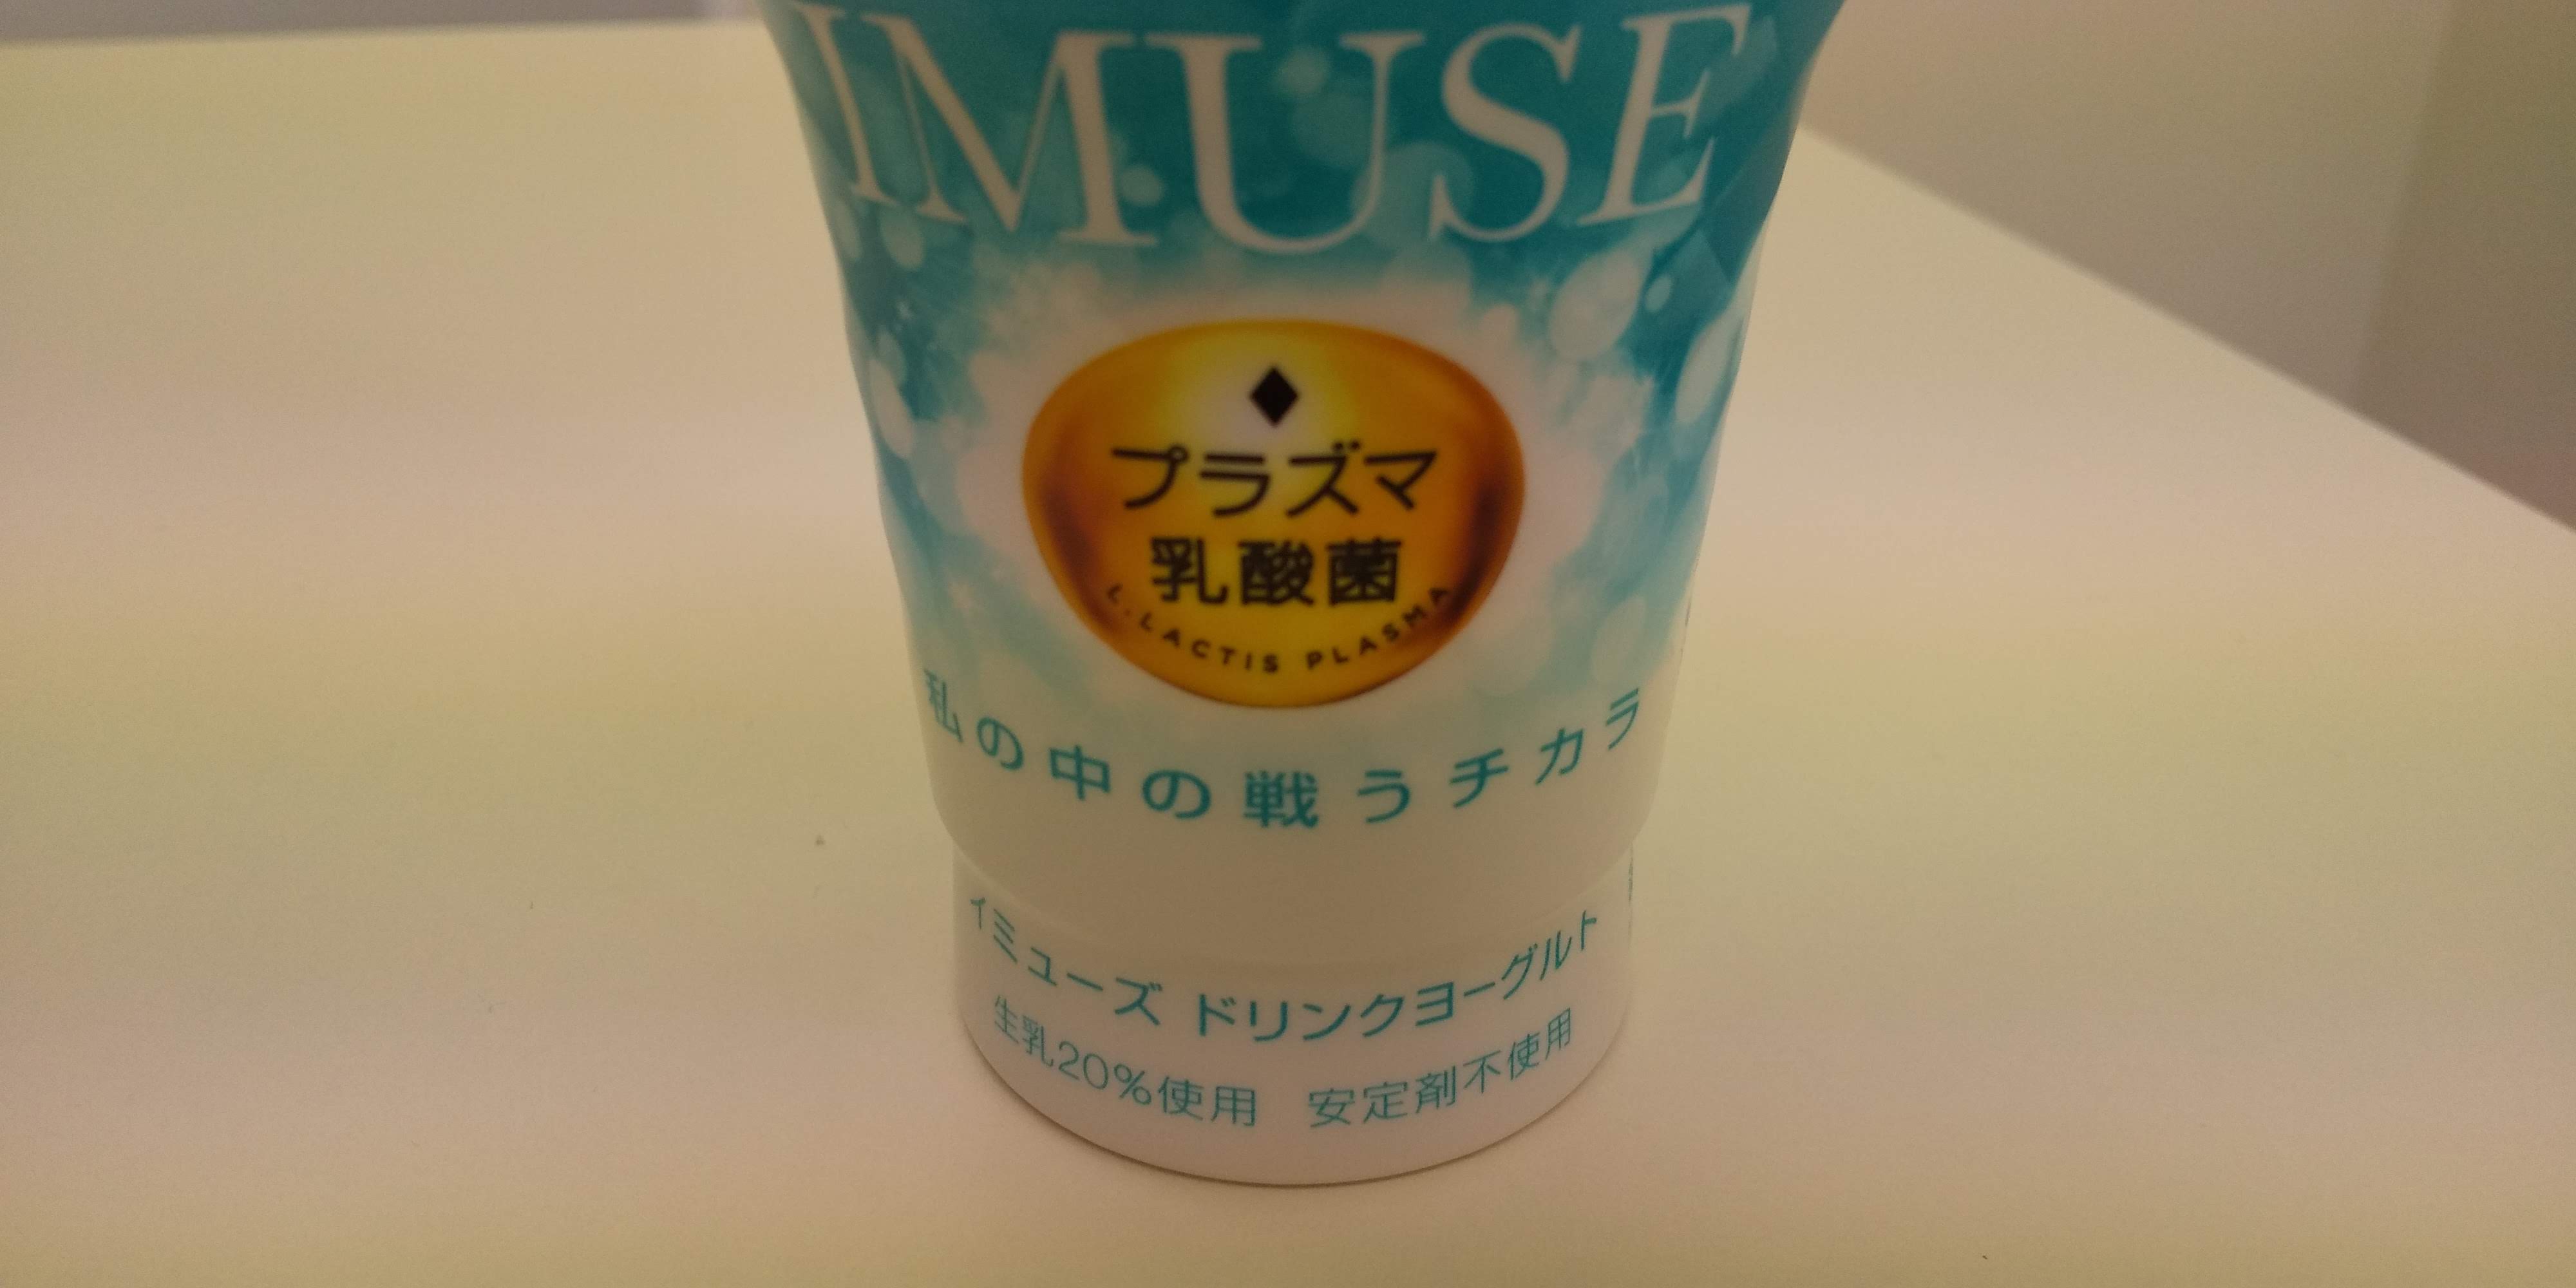 IMUSE
プラズマ
乳酸菌
L. LACTIS PLASMA
私の中の戦うチカラ
イミューズ ドリンクヨーグルト
生乳20%使用 安定剤不使用